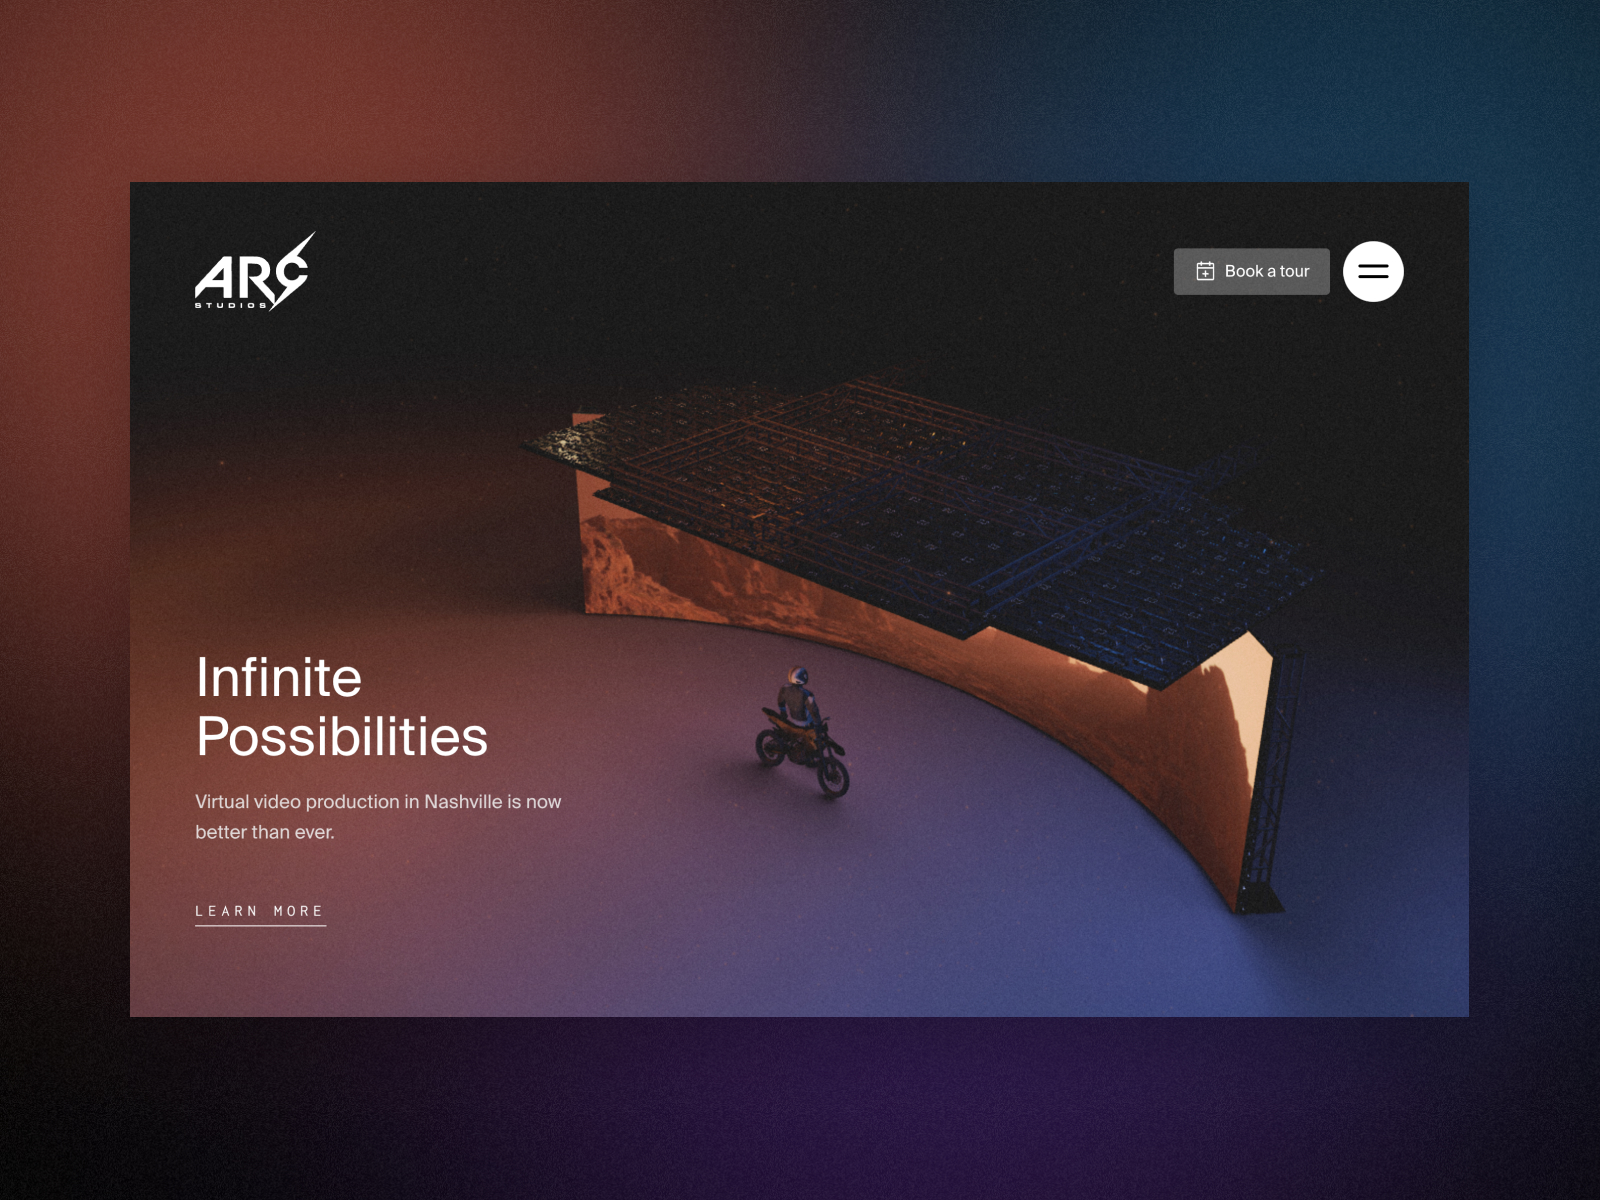 ARC
STUDIOS
Book a tour
Infinite
Possibilities
Virtual video production in Nashville is now
better than ever.
LEARN MORE